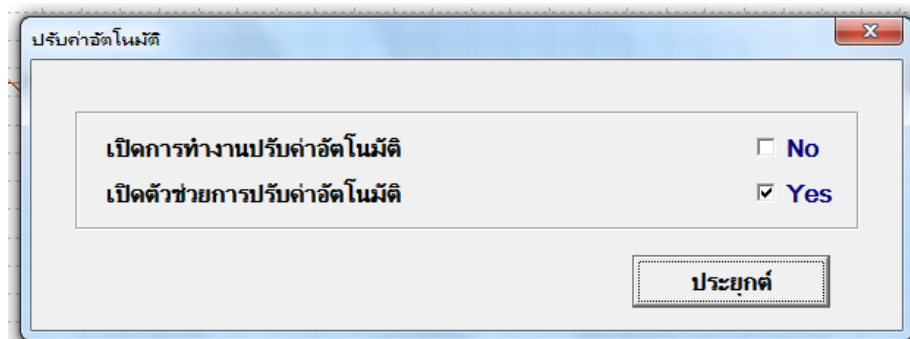 ปรับค่าอัตโนมัติ
เปิดการทำงานปรับค่าอัตโนมัติ No
เปิดตัวช่วยการปรับค่าอัตโนมัติ Yes
ประยุกต์